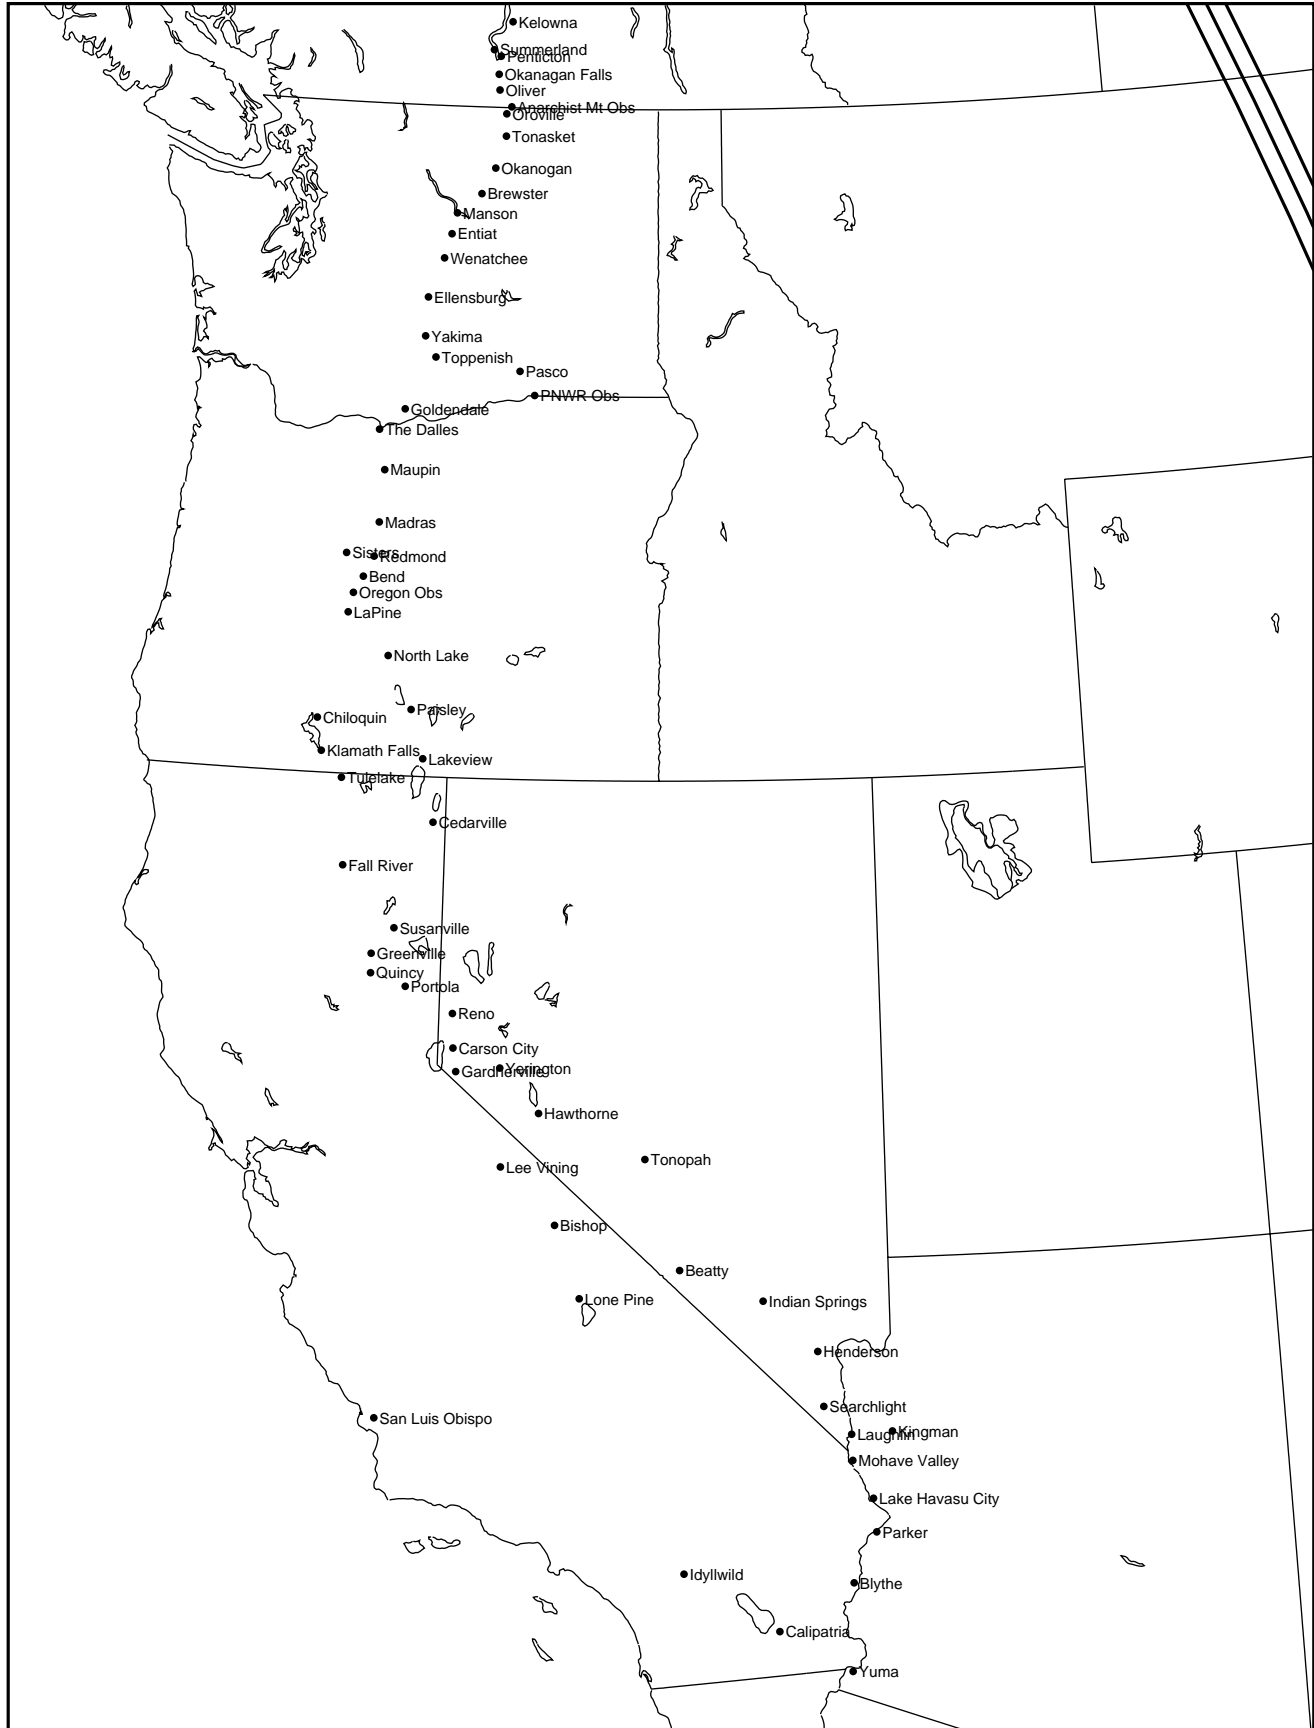 Kelowna
Summerland
Penticton
Okanagan Falls
Oliver
Anarchist Mt Obs
Oroville
Tonasket
Okanogan
Brewster
Manson
Entiat
Wenatchee
Ellensburg
Yakima
Toppenish
Pasco
PNWR Obs
Goldendale
The Dalles
Maupin
Madras
Sisters
Redmond
Bend
Oregon Obs
LaPine
North Lake
Paisley
Chiloquin
Klamath Falls
Lakeview
Tulelake
Cedarville
Fall River
Susanville
Greenville
Quincy
Portola
Reno
Carson City
Yerington
Gardnerville
Hawthorne
Tonopah
Lee Vining
Bishop
Beatty
Lone Pine
Indian Springs
Henderson
Searchlight
San Luis Obispo
Kingman
Laughlin
Mohave Valley
Lake Havasu City
Parker
Idyllwild
Blythe
Calipatria
Yuma